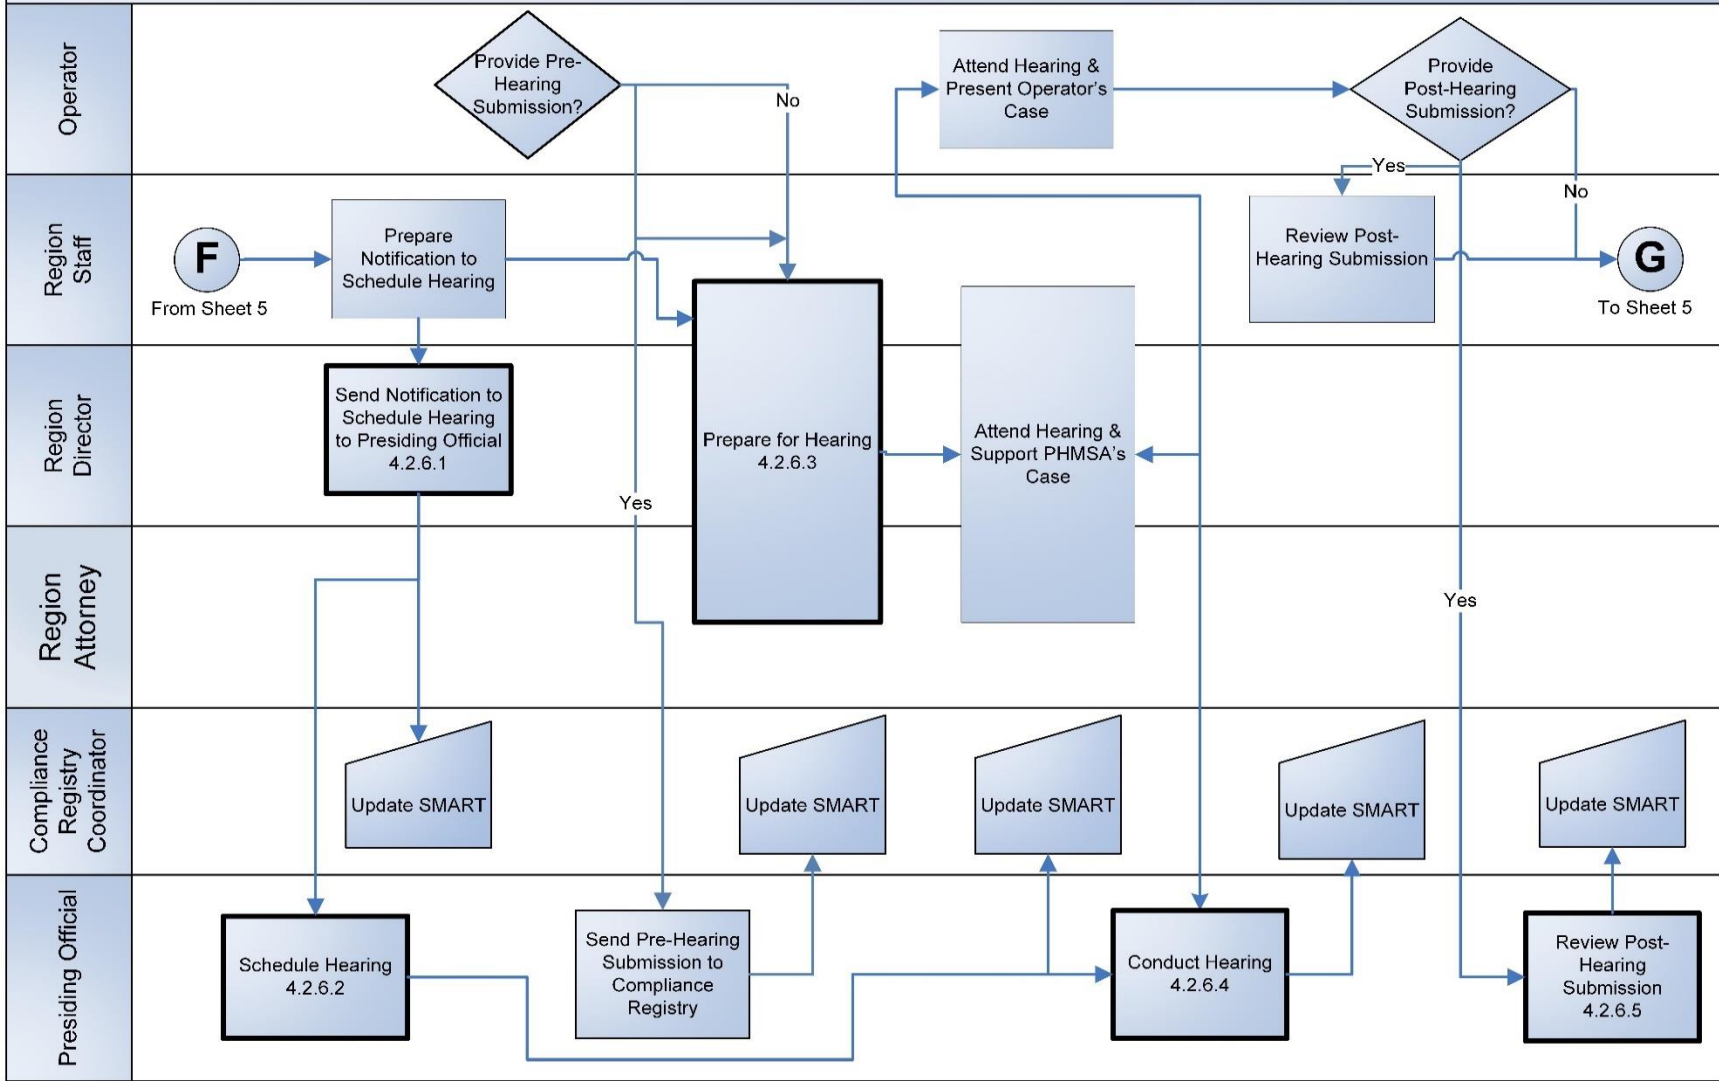 Operator
Provide Pre-
Hearing
Submission?
No
Attend Hearing &
Present Operator's
Case
Provide
Post-Hearing
Submission?
Yes
No
Region
Staff
F
From Sheet 5
Prepare
Notification to
Schedule Hearing
Review Post-
Hearing Submission
G
To Sheet 5
Region
Director
Send Notification to
Schedule Hearing
to Presiding Official
4.2.6.1
Yes
Prepare for Hearing
4.2.6.3
Attend Hearing &
Support PHMSA's
Case
Region
Attorney
Yes
Compliance
Registry
Coordinator
Update SMART
Update SMART
Update SMART
Update SMART
Update SMART
Presiding Official
Schedule Hearing
4.2.6.2
Send Pre-Hearing
Submission to
Compliance
Registry
Conduct Hearing
4.2.6.4
Review Post-
Hearing
Submission
4.2.6.5